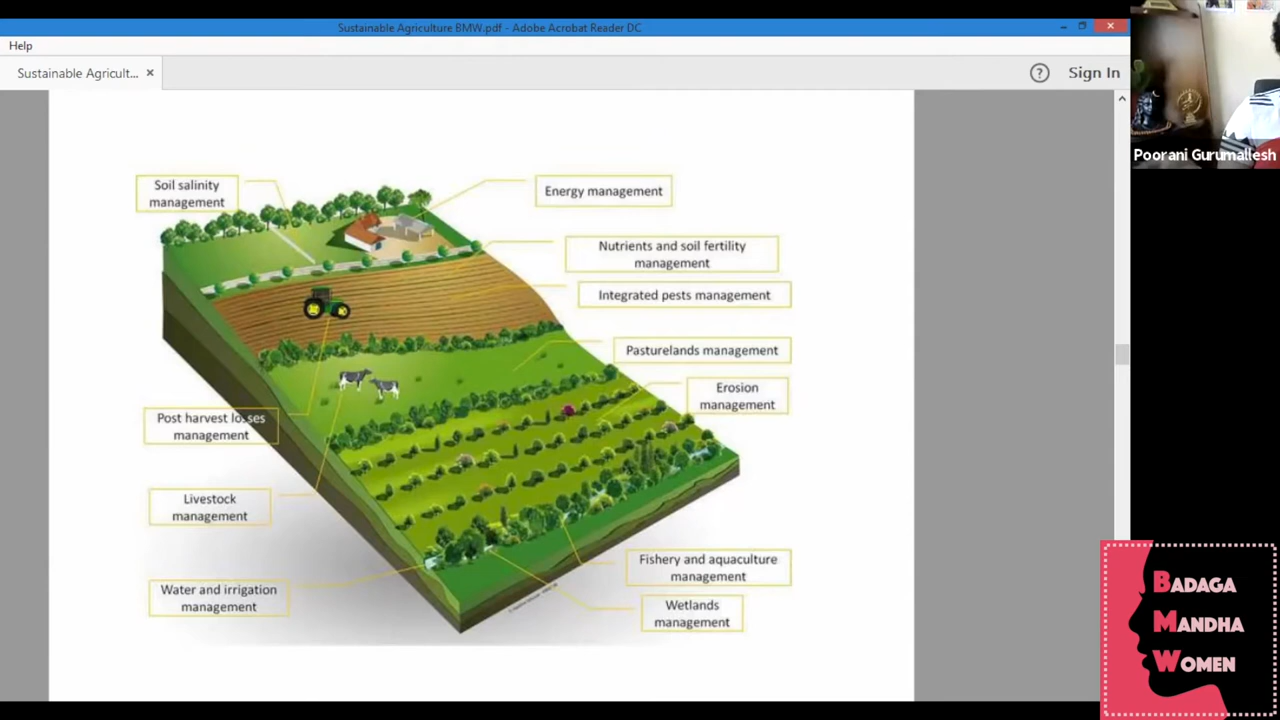 Sustainable Agriculture BMW.pdf - Adobe Acrobat Reader DC
Help
Sustainable Agricult...
Sign In
Poorani Gurumallesh
Soil salinity
management
Energy management
Nutrients and soil fertility
management
Integrated pests management
Pasturelands management
Erosion
management
Post harvest losses
management
Livestock
management
Water and irrigation
management
Fishery and aquaculture
management
Wetlands
management
BADAGA
MANDHA
WOMEN